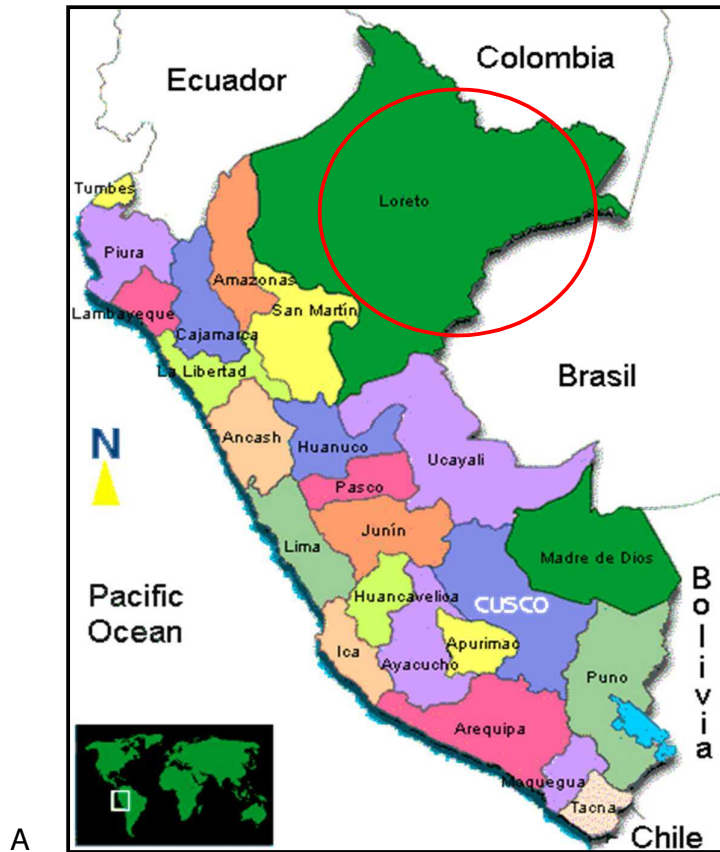 Colombia
Ecuador
Tumbes
Loreto
Piura
Amazonas
San Martín
Lambayeque
Cajamarca
La Libertad
Brasil
Ancash
N
Huanuco
Ucayali
Pasco
Junín
Lima
Madre de Dios
Huancavelica
CUSCO
Pacific
Ocean
Bolivia
Apurimac
Ica
Ayacucho
Puno
Arequipa
Moquegua
Tacna
Chile
A